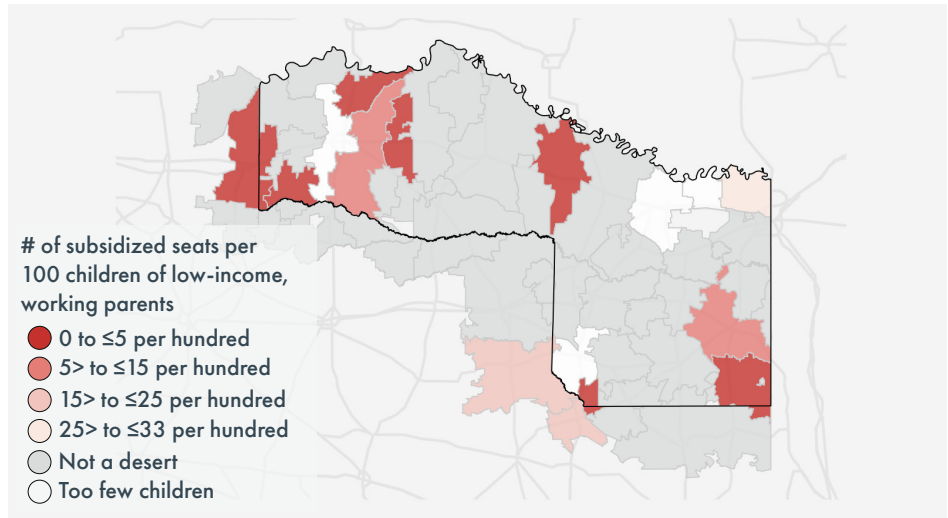 # of subsidized seats per
100 children of low-income,
working parents
0 to ≤5 per hundred
5> to ≤15 per hundred
15> to ≤25 per hundred
25> to ≤33 per hundred
Not a desert
Too few children